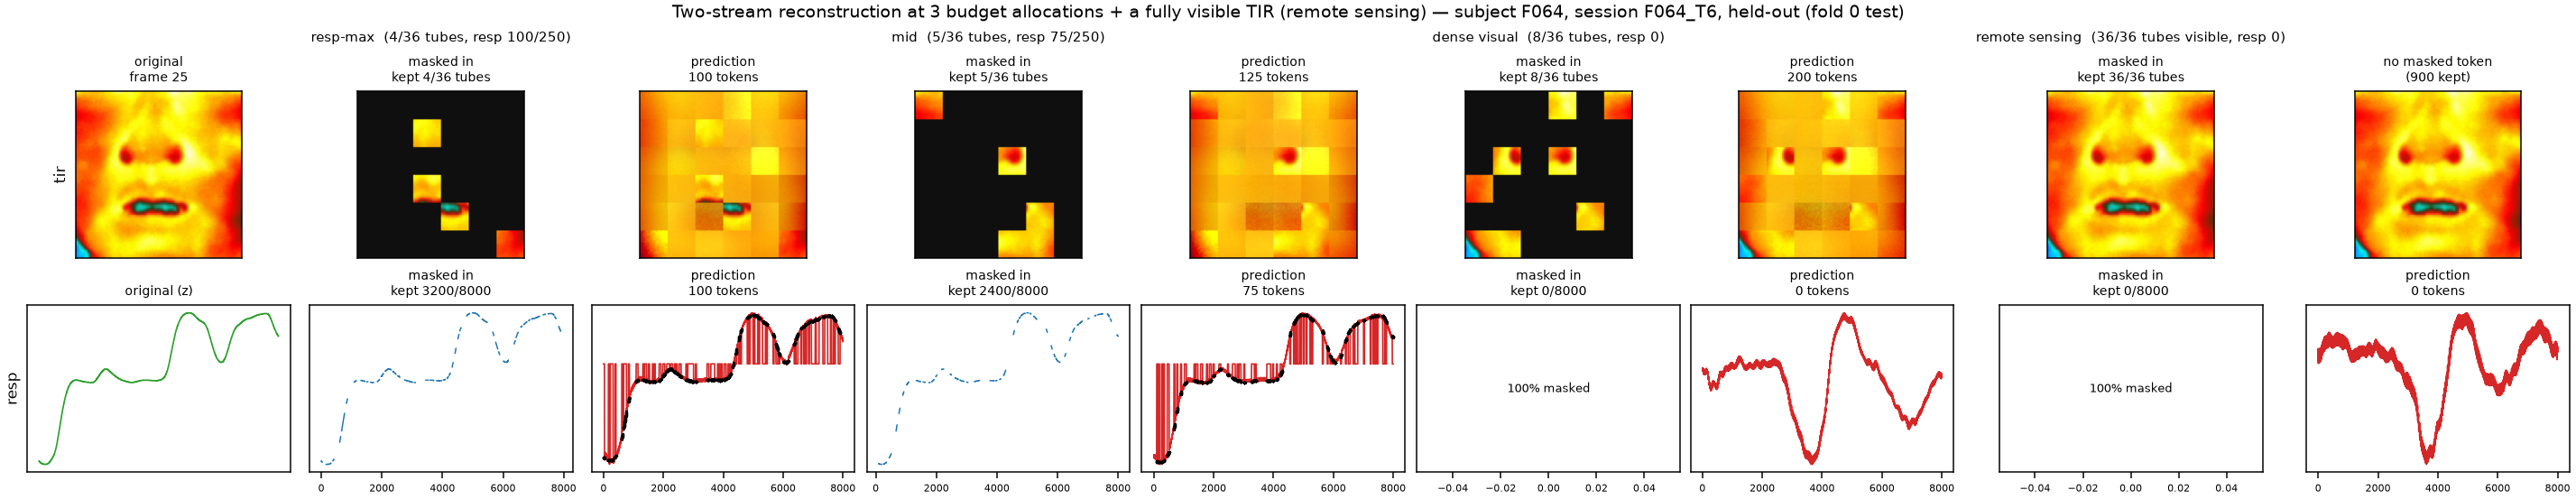 Two-stream reconstruction at 3 budget allocations + a fully visible TIR (remote sensing) — subject F064, session F064_T6, held-out (fold 0 test)
resp-max (4/36 tubes, resp 100/250)
mid (5/36 tubes, resp 75/250)
dense visual (8/36 tubes, resp 0)
remote sensing (36/36 tubes visible, resp 0)
original
frame 25
masked in
kept 4/36 tubes
prediction
100 tokens
masked in
kept 5/36 tubes
prediction
125 tokens
masked in
kept 8/36 tubes
prediction
200 tokens
masked in
kept 36/36 tubes
no masked token
(900 kept)
tir
original (z)
masked in
kept 3200/8000
prediction
100 tokens
masked in
kept 2400/8000
prediction
75 tokens
masked in
kept 0/8000
prediction
0 tokens
masked in
kept 0/8000
prediction
0 tokens
resp
100% masked
100% masked
0 2000 4000 6000 8000
0 2000 4000 6000 8000
0 2000 4000 6000 8000
0 2000 4000 6000 8000
−0.04 −0.02 0.00 0.02 0.04
0 2000 4000 6000 8000
−0.04 −0.02 0.00 0.02 0.04
0 2000 4000 6000 8000